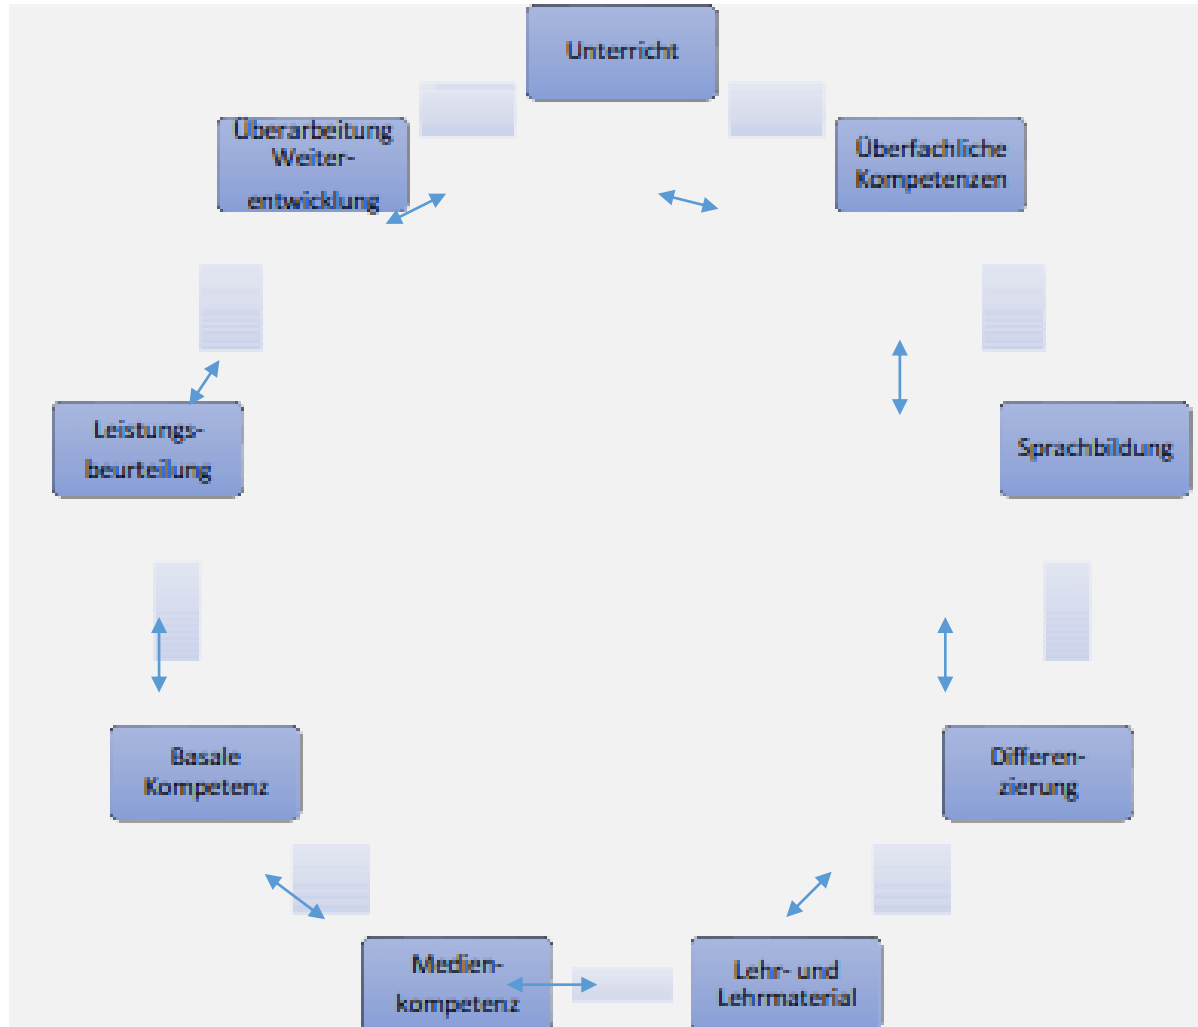 Unterricht
Überarbeitung
Weiter-
entwicklung
Überfachliche
Kompetenzen
Leistungs-
beurteilung
Sprachbildung
Basale
Kompetenz
Differen-
zierung
Medien-
kompetenz
Lehr- und
Lehrmaterial